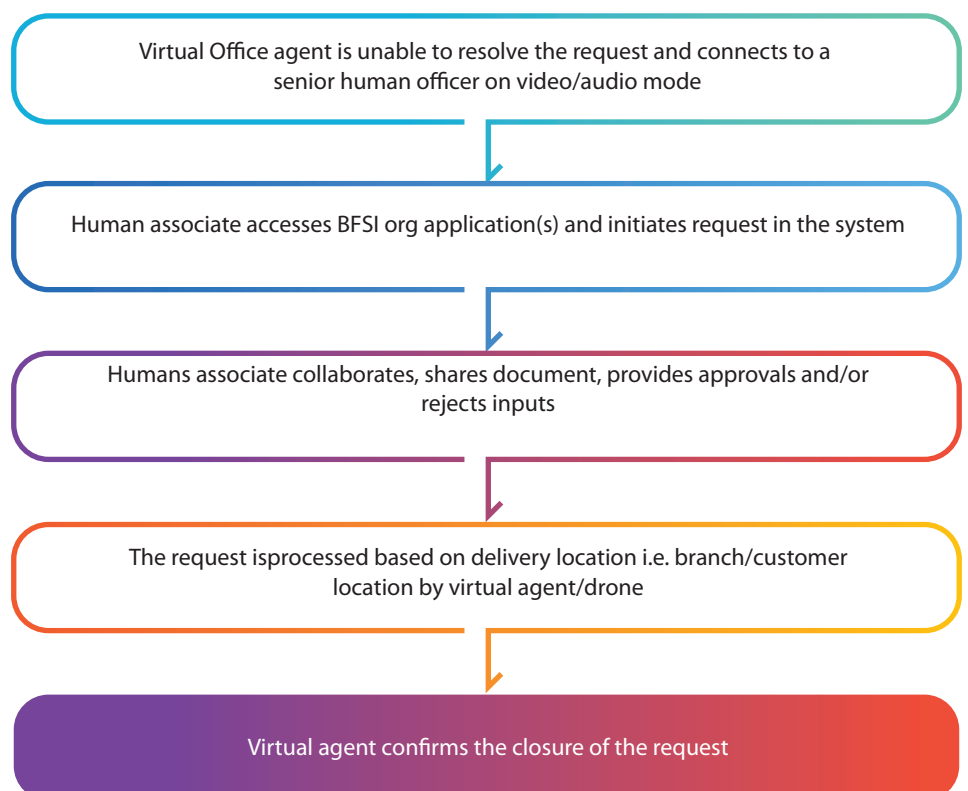 Virtual Office agent is unable to resolve the request and connects to a
senior human officer on video/audio mode
Human associate accesses BFSI org application(s) and initiates request in the system
Humans associate collaborates, shares document, provides approvals and/or
rejects inputs
The request isprocessed based on delivery location i.e. branch/customer
location by virtual agent/drone
Virtual agent confirms the closure of the request